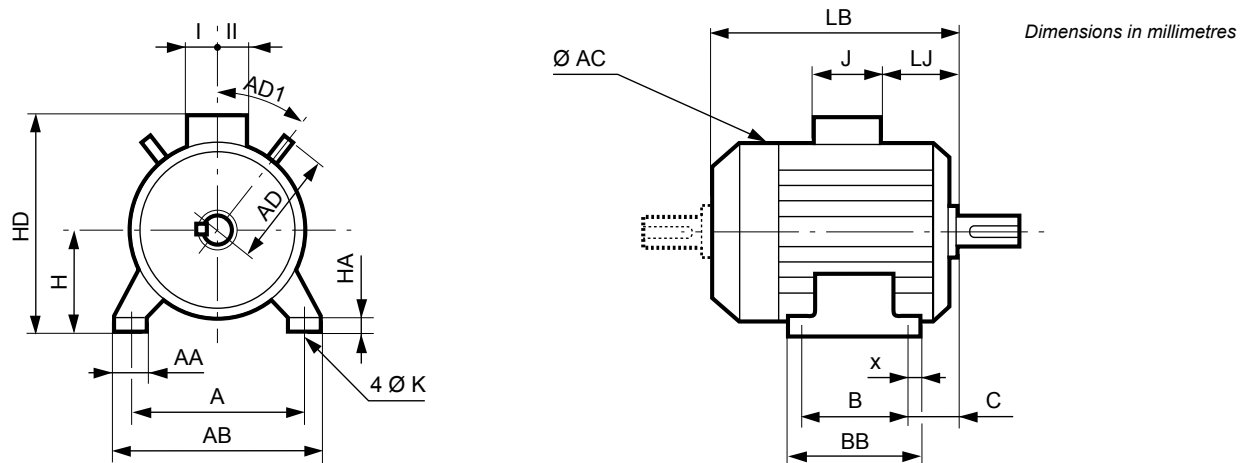 I II
LB
Dimensions in millimetres
Ø AC
J LJ
AD1
HD
AD
H
HA
AA
4 Ø K
x
A
B C
AB
BB